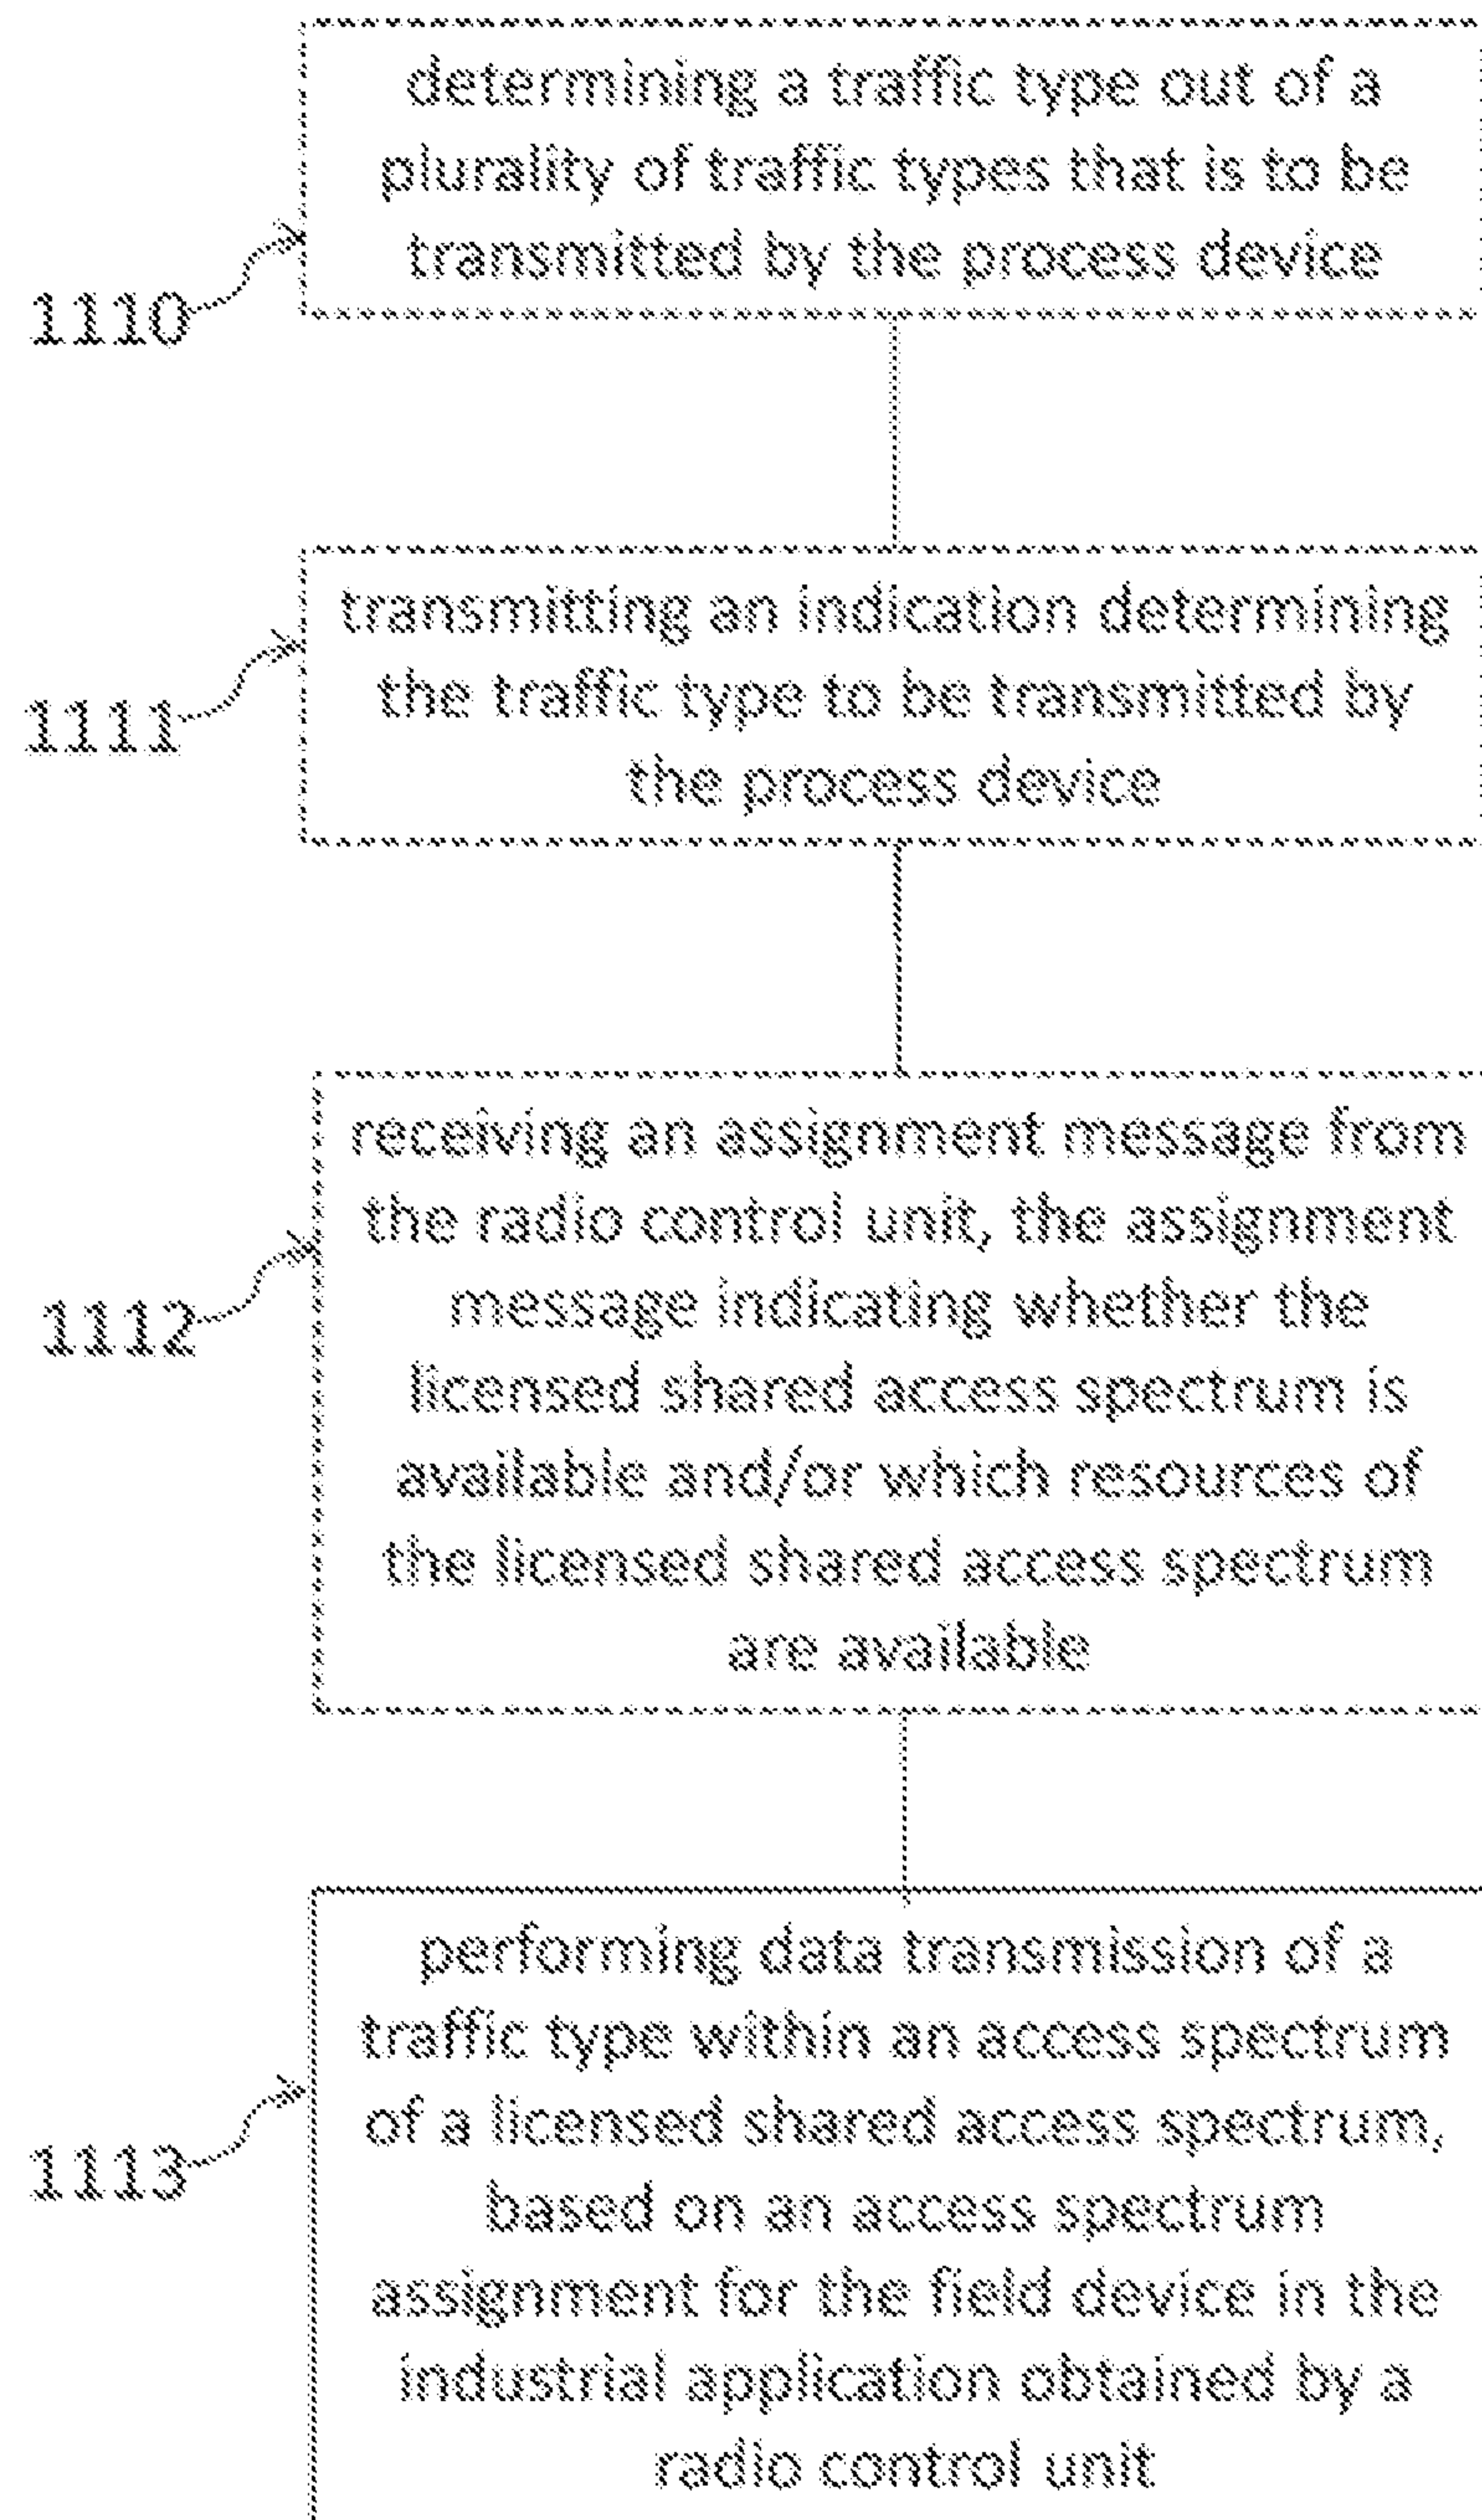 determining a traffic type out of a
plurality of traffic types that is to be
transmitted by the process device
1110
transmitting an indication determining
the traffic type to be transmitted by
the process device
1111
receiving an assignment message from
the radio control unit, the assignment
message indicating whether the
licensed shared access spectrum is
available and/or which resources of
the licensed shared access spectrum
are available
1112
performing data transmission of a
traffic type within an access spectrum
of a licensed shared access spectrum,
based on an access spectrum
assignment for the field device in the
industrial application obtained by a
radio control unit
1113